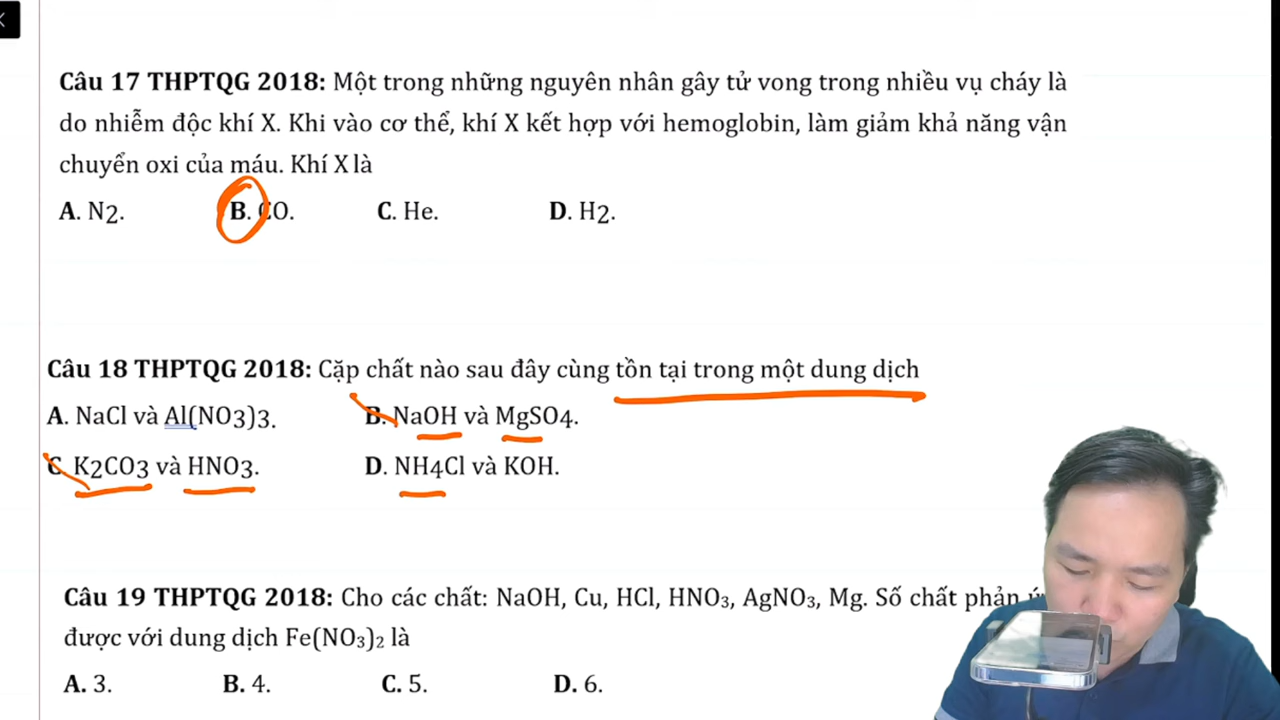 Câu 17 THPTQG 2018: Một trong những nguyên nhân gây tử vong trong nhiều vụ cháy là
do nhiễm độc khí X. Khi vào cơ thể, khí X kết hợp với hemoglobin, làm giảm khả năng vận
chuyển oxi của máu. Khí X là
A. N2. B. CO. C. He. D. H2.
Câu 18 THPTQG 2018: Cặp chất nào sau đây cùng tồn tại trong một dung dịch
A. NaCl và Al(NO3)3. B. NaOH và MgSO4.
C. K2CO3 và HNO3. D. NH4Cl và KOH.
Câu 19 THPTQG 2018: Cho các chất: NaOH, Cu, HCl, HNO₃, AgNO₃, Mg. Số chất phản
được với dung dịch Fe(NO₃)₂ là
A. 3. B. 4. C. 5. D. 6.